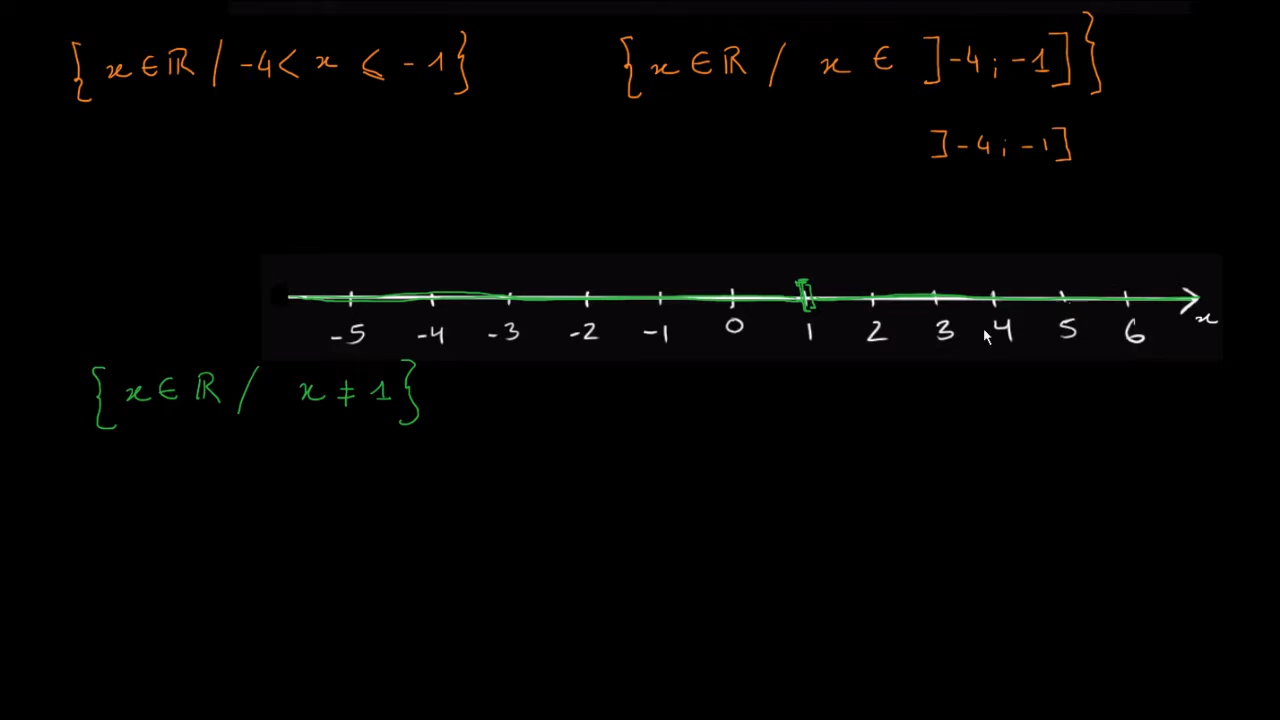 {x∈ℝ / -4< x ⩽ -1} {x∈ℝ / x ∈ ]-4;-1]}
]-4;-1]
-5 -4 -3 -2 -1 0 1 2 3 4 5 6 x
{x∈ℝ / x ≠ 1}